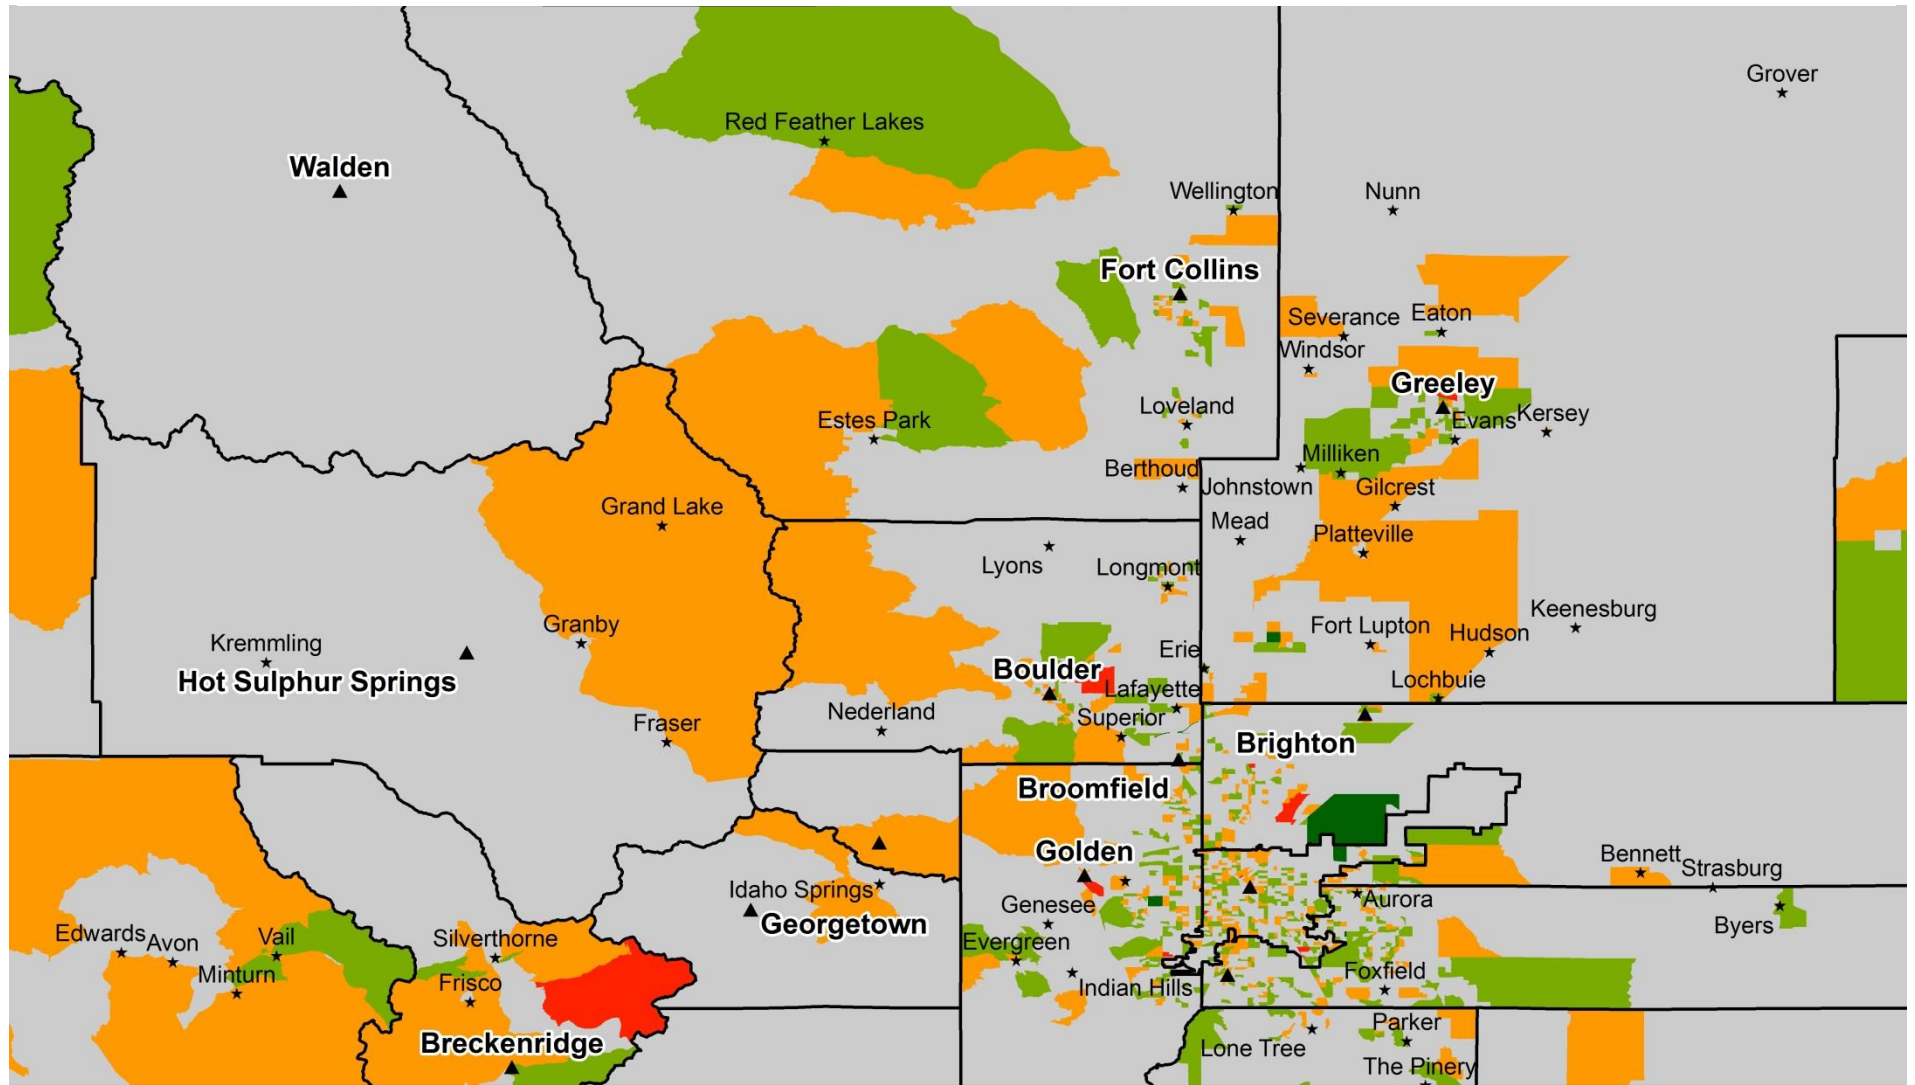 Grover
Red Feather Lakes
Walden
Wellington
Nunn
Fort Collins
Severance
Eaton
Windsor
Greeley
Estes Park
Loveland
Evans
Kersey
Berthoud
Milliken
Johnstown
Gilcrest
Grand Lake
Mead
Platteville
Lyons
Longmont
Keenesburg
Granby
Fort Lupton
Hudson
Kremmling
Erie
Hot Sulphur Springs
Boulder
Lafayette
Lochbuie
Fraser
Nederland
Superior
Brighton
Broomfield
Golden
Bennett
Strasburg
Idaho Springs
Genesee
Aurora
Georgetown
Byers
Edwards
Avon
Vail
Silverthorne
Evergreen
Minturn
Frisco
Indian Hills
Foxfield
Breckenridge
Lone Tree
Parker
The Pinery